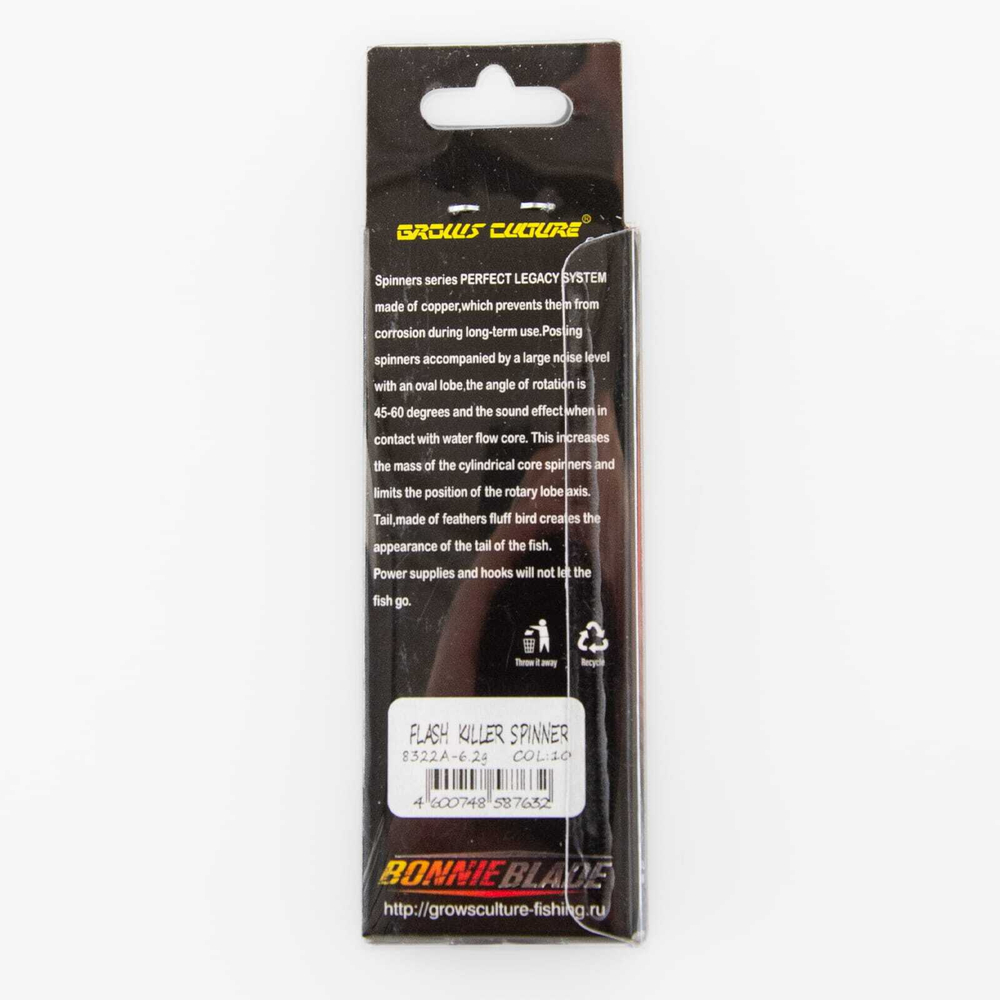 GROWS CULTURE®
Spinners series PERFECT LEGACY SYSTEM
made of copper,which prevents them from
corrosion during long-term use.Posting
spinners accompanied by a large noise level
with an oval lobe,the angle of rotation is
45-60 degrees and the sound effect when in
contact with water flow core. This increases
the mass of the cylindrical core spinners and
limits the position of the rotary lobe axis.
Tail,made of feathers fluff bird creates the
appearance of the tail of the fish.
Power supplies and hooks will not let the
fish go.
Throw it away Recycle
FLASH KILLER SPINNER
8322A-6.2g COL:10
4 600748 587632
BONNIE BLADE
http://growsculture-fishing.ru